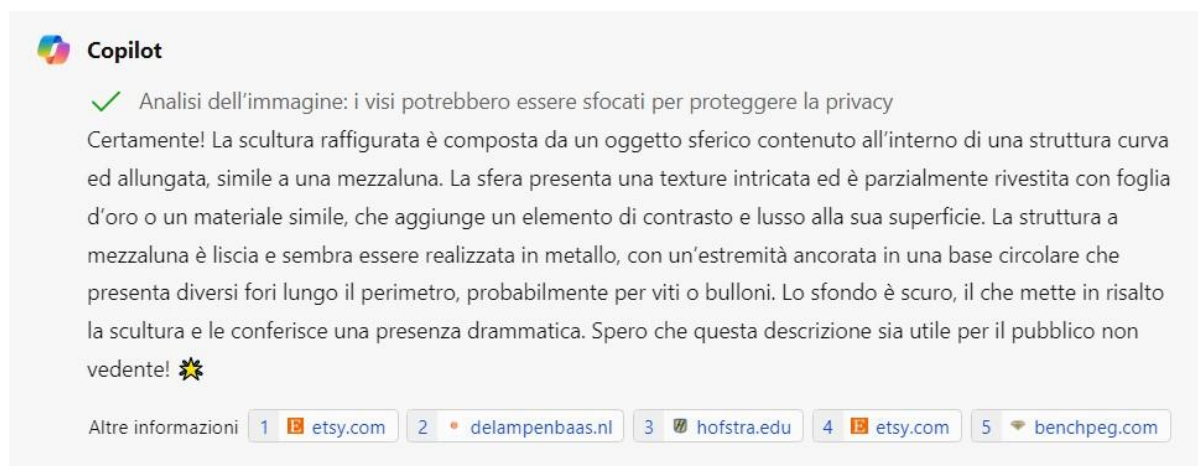 Copilot
Analisi dell'immagine: i visi potrebbero essere sfocati per proteggere la privacy
Certamente! La scultura raffigurata è composta da un oggetto sferico contenuto all'interno di una struttura curva
ed allungata, simile a una mezzaluna. La sfera presenta una texture intricata ed è parzialmente rivestita con foglia
d'oro o un materiale simile, che aggiunge un elemento di contrasto e lusso alla sua superficie. La struttura a
mezzaluna è liscia e sembra essere realizzata in metallo, con un'estremità ancorata in una base circolare che
presenta diversi fori lungo il perimetro, probabilmente per viti o bulloni. Lo sfondo è scuro, il che mette in risalto
la scultura e le conferisce una presenza drammatica. Spero che questa descrizione sia utile per il pubblico non
vedente! 🌟
Altre informazioni 1 E etsy.com 2 delampenbaas.nl 3 hofstra.edu 4 E etsy.com 5 benchpeg.com